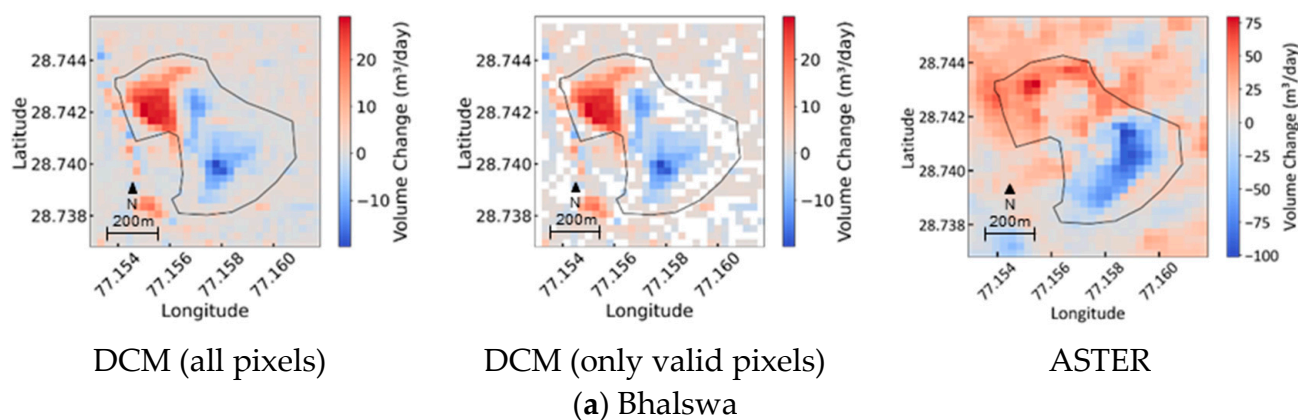 28.744
28.742
28.740
28.738
Latitude
N
200m
77.154
77.156
77.158
77.160
Longitude
20
10
0
−10
Volume Change (m³/day)
DCM (all pixels)
28.744
28.742
28.740
28.738
Latitude
N
200m
77.154
77.156
77.158
77.160
Longitude
20
10
0
−10
Volume Change (m³/day)
DCM (only valid pixels)
28.744
28.742
28.740
28.738
Latitude
N
200m
77.154
77.156
77.158
77.160
Longitude
75
50
25
0
−25
−50
−75
−100
Volume Change (m³/day)
ASTER
(a) Bhalswa